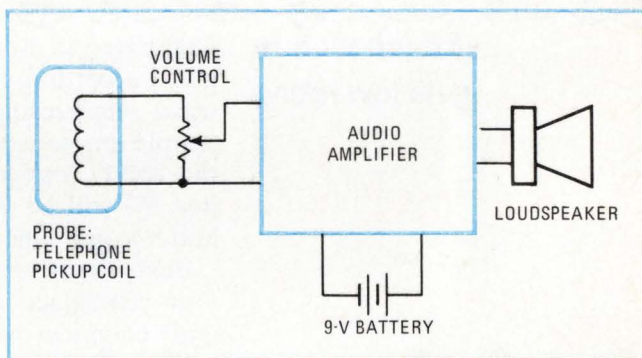 VOLUME
CONTROL
AUDIO
AMPLIFIER
LOUDSPEAKER
PROBE:
TELEPHONE
PICKUP COIL
9-V BATTERY